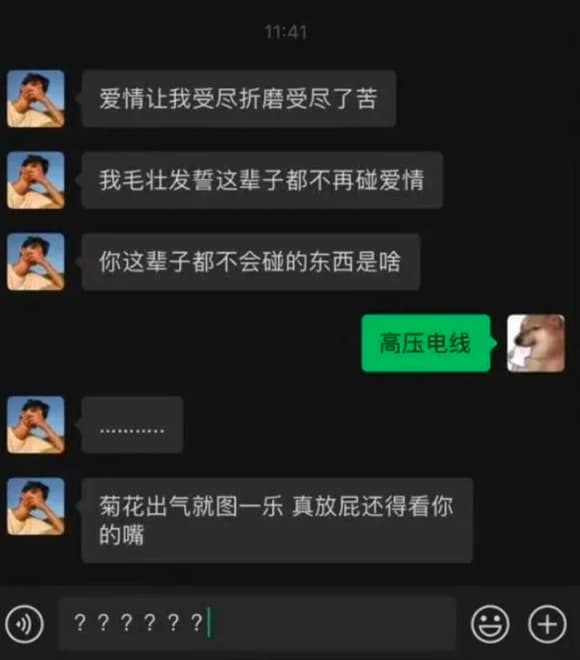 11:41
爱情让我受尽折磨受尽了苦
我毛壮发誓这辈子都不再碰爱情
你这辈子都不会碰的东西是啥
高压电线
...........
菊花出气就图一乐 真放屁还得看你
的嘴
？？？？？？